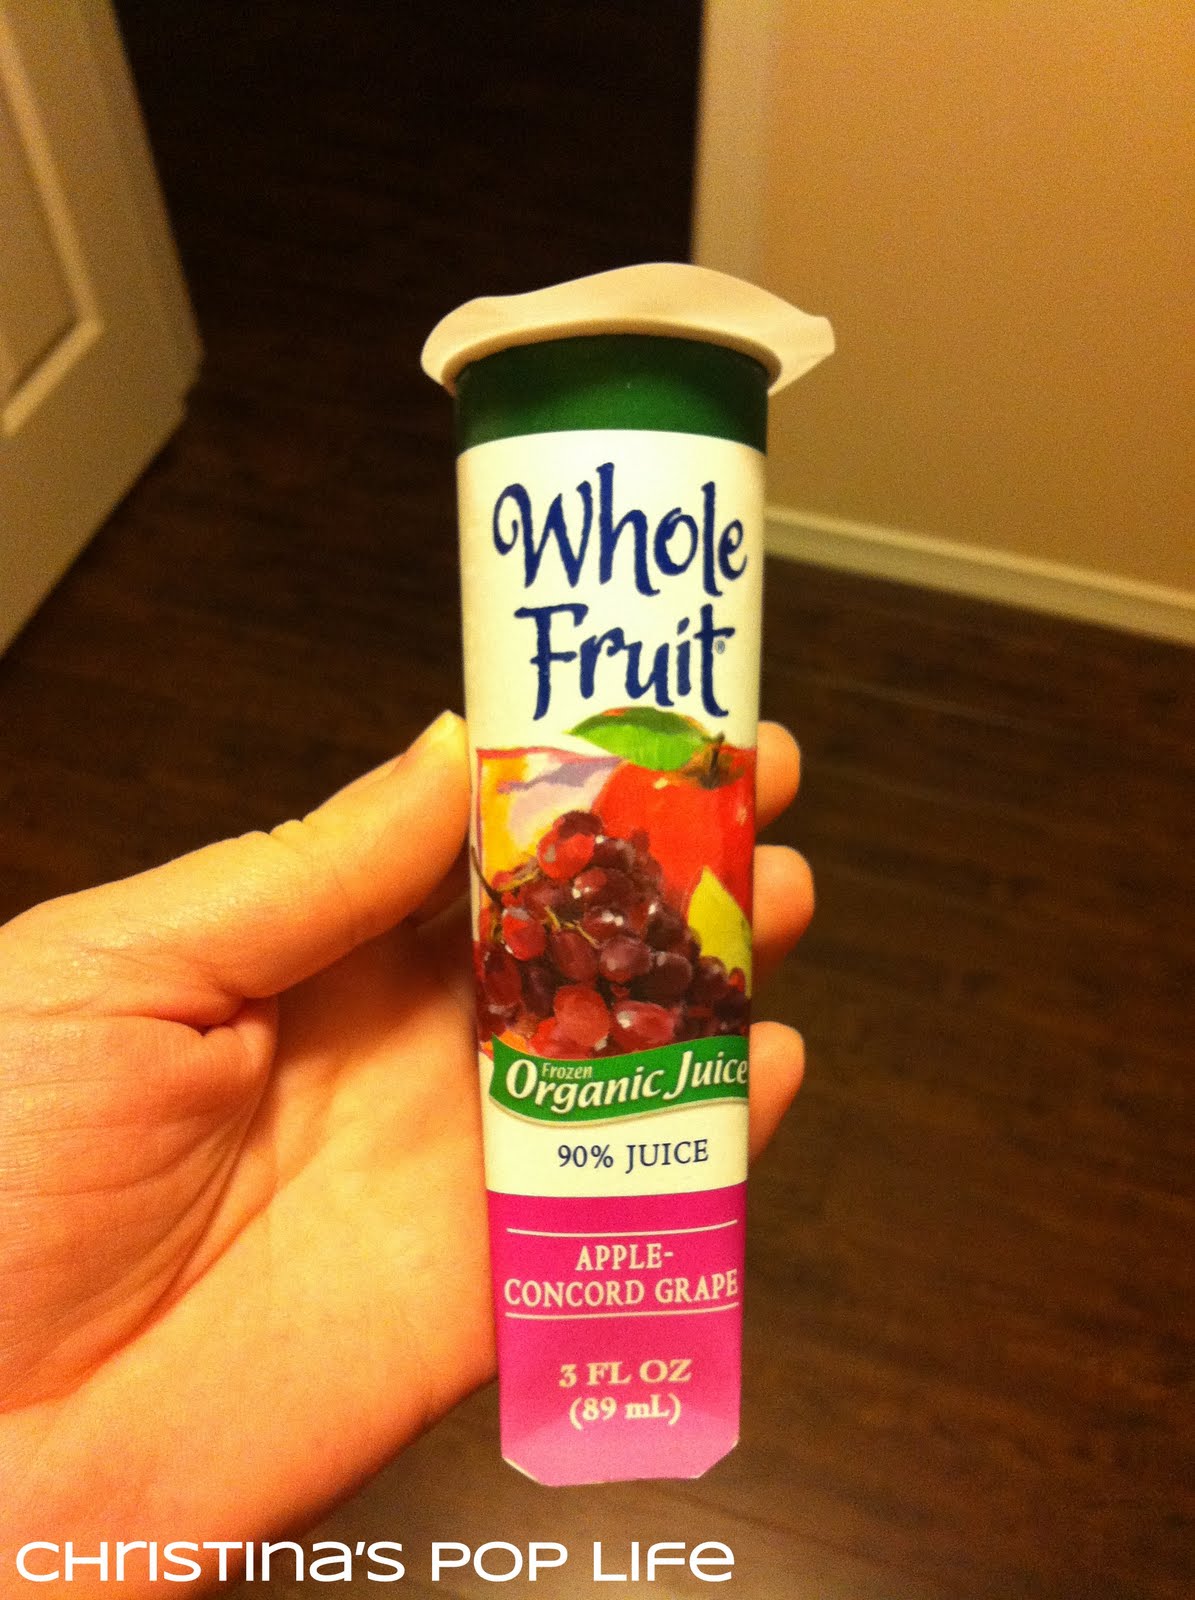 Whole
Fruit®
Frozen
Organic Juice
90% JUICE
APPLE-
CONCORD GRAPE
3 FL OZ
(89 mL)
CHRISTINA'S POP LIFE